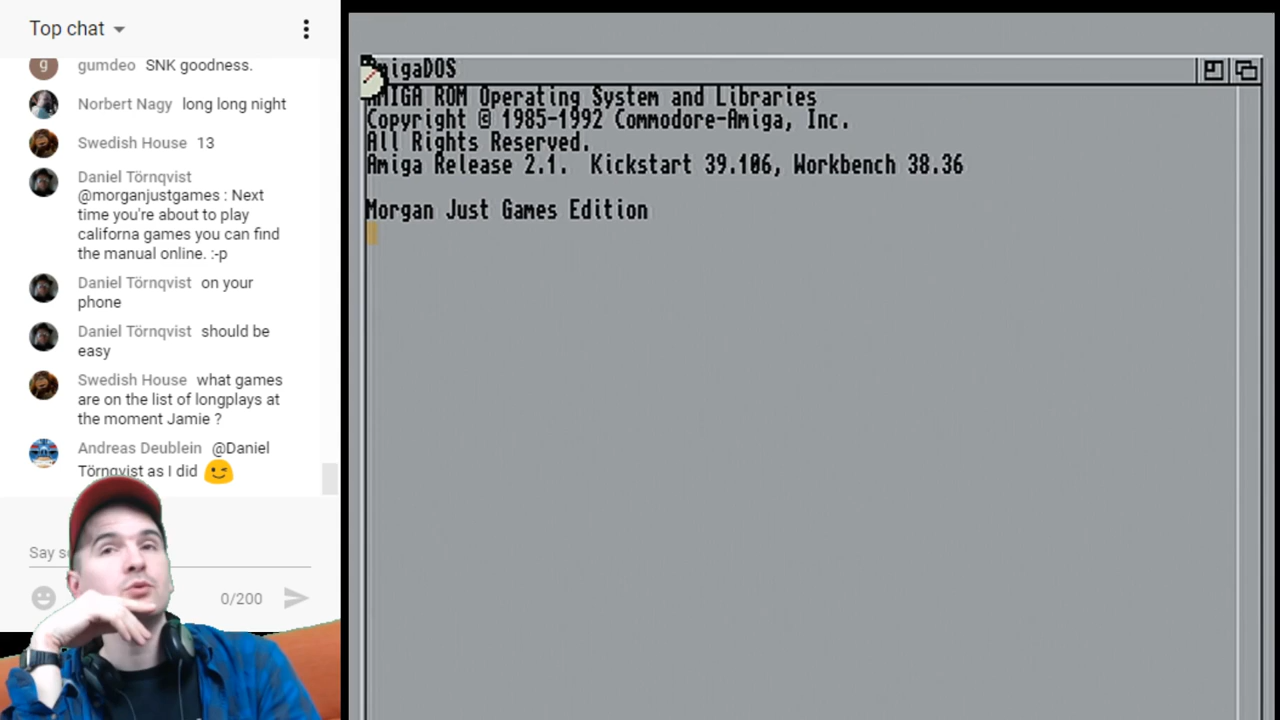 Top chat
gumdeo SNK goodness.
Norbert Nagy long long night
Swedish House 13
Daniel Törnqvist
@morganjustgames : Next
time you're about to play
californa games you can find
the manual online. :-p
Daniel Törnqvist on your
phone
Daniel Törnqvist should be
easy
Swedish House what games
are on the list of longplays at
the moment Jamie ?
Andreas Deublein @Daniel
Törnqvist as I did
Say
0/200
AmigaDOS
AMIGA ROM Operating System and Libraries
Copyright © 1985-1992 Commodore-Amiga, Inc.
All Rights Reserved.
Amiga Release 2.1. Kickstart 39.106, Workbench 38.36
Morgan Just Games Edition